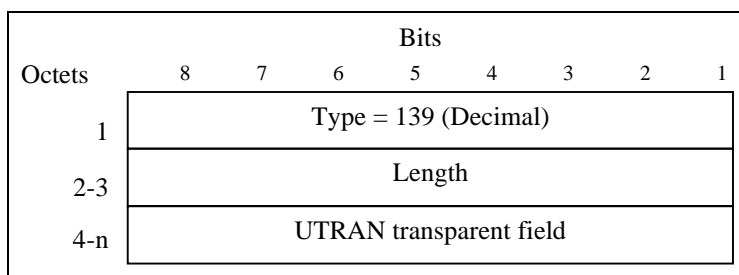 Bits
Octets 8 7 6 5 4 3 2 1
1 Type = 139 (Decimal)
2-3 Length
4-n UTRAN transparent field